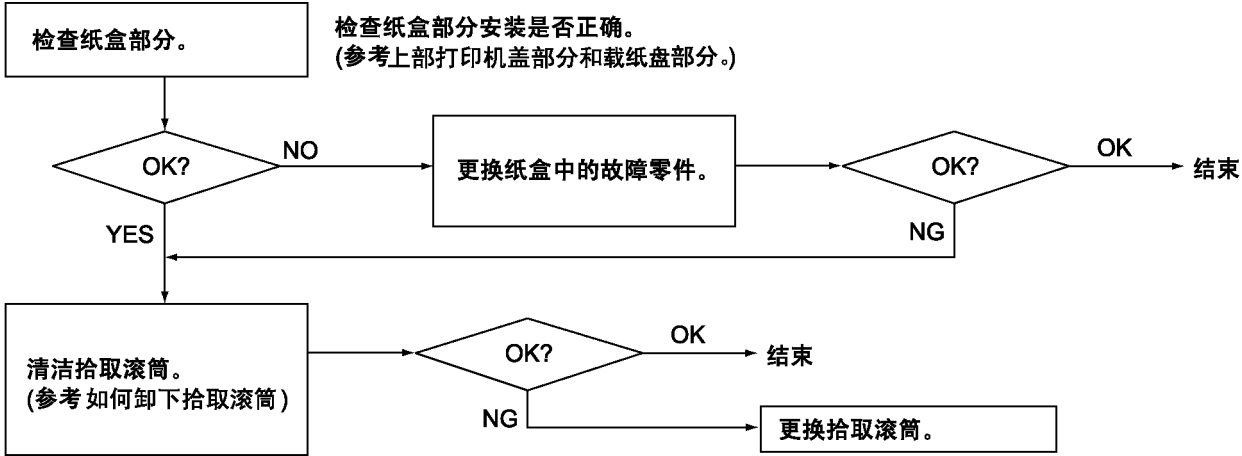 检查纸盒部分。
检查纸盒部分安装是否正确。
(参考上部打印机盖部分和载纸盘部分。)
OK?
NO
更换纸盒中的故障零件。
OK?
OK
结束
YES
NG
清洁拾取滚筒。
(参考如何卸下拾取滚筒)
OK?
OK
结束
NG
更换拾取滚筒。